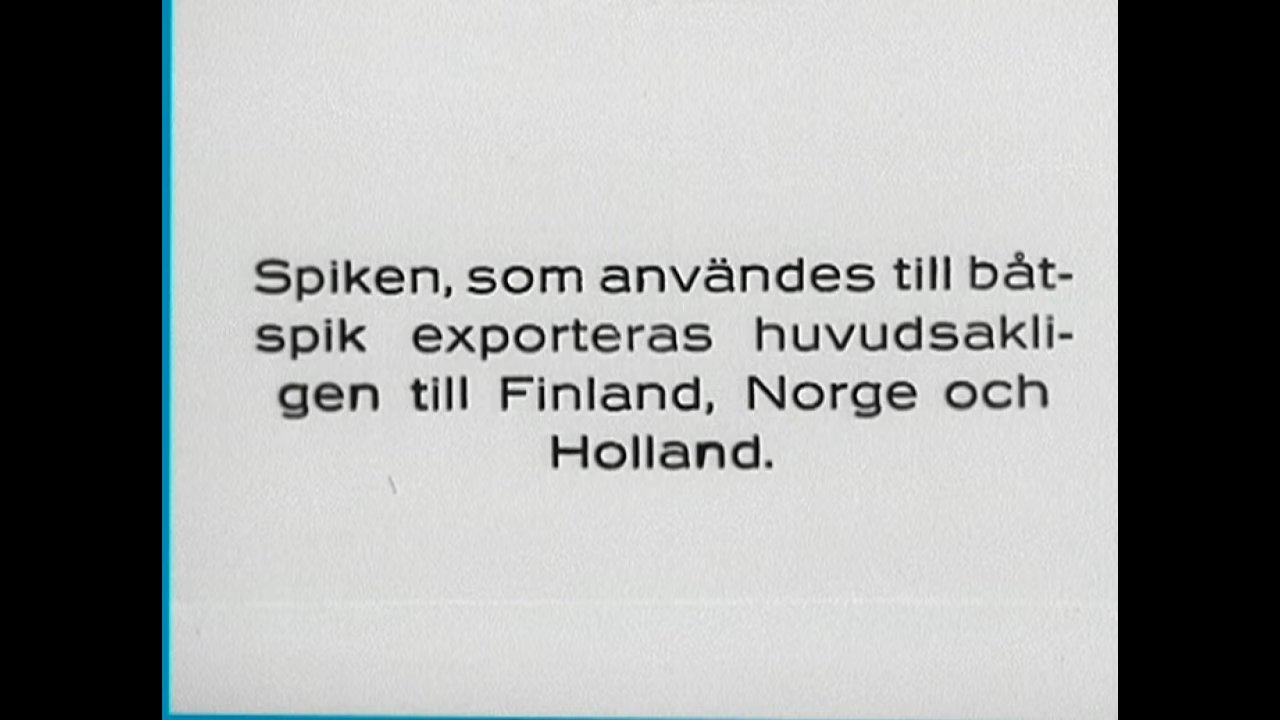 Spiken, som användes till båt-
spik exporteras huvudsakli-
gen till Finland, Norge och
Holland.